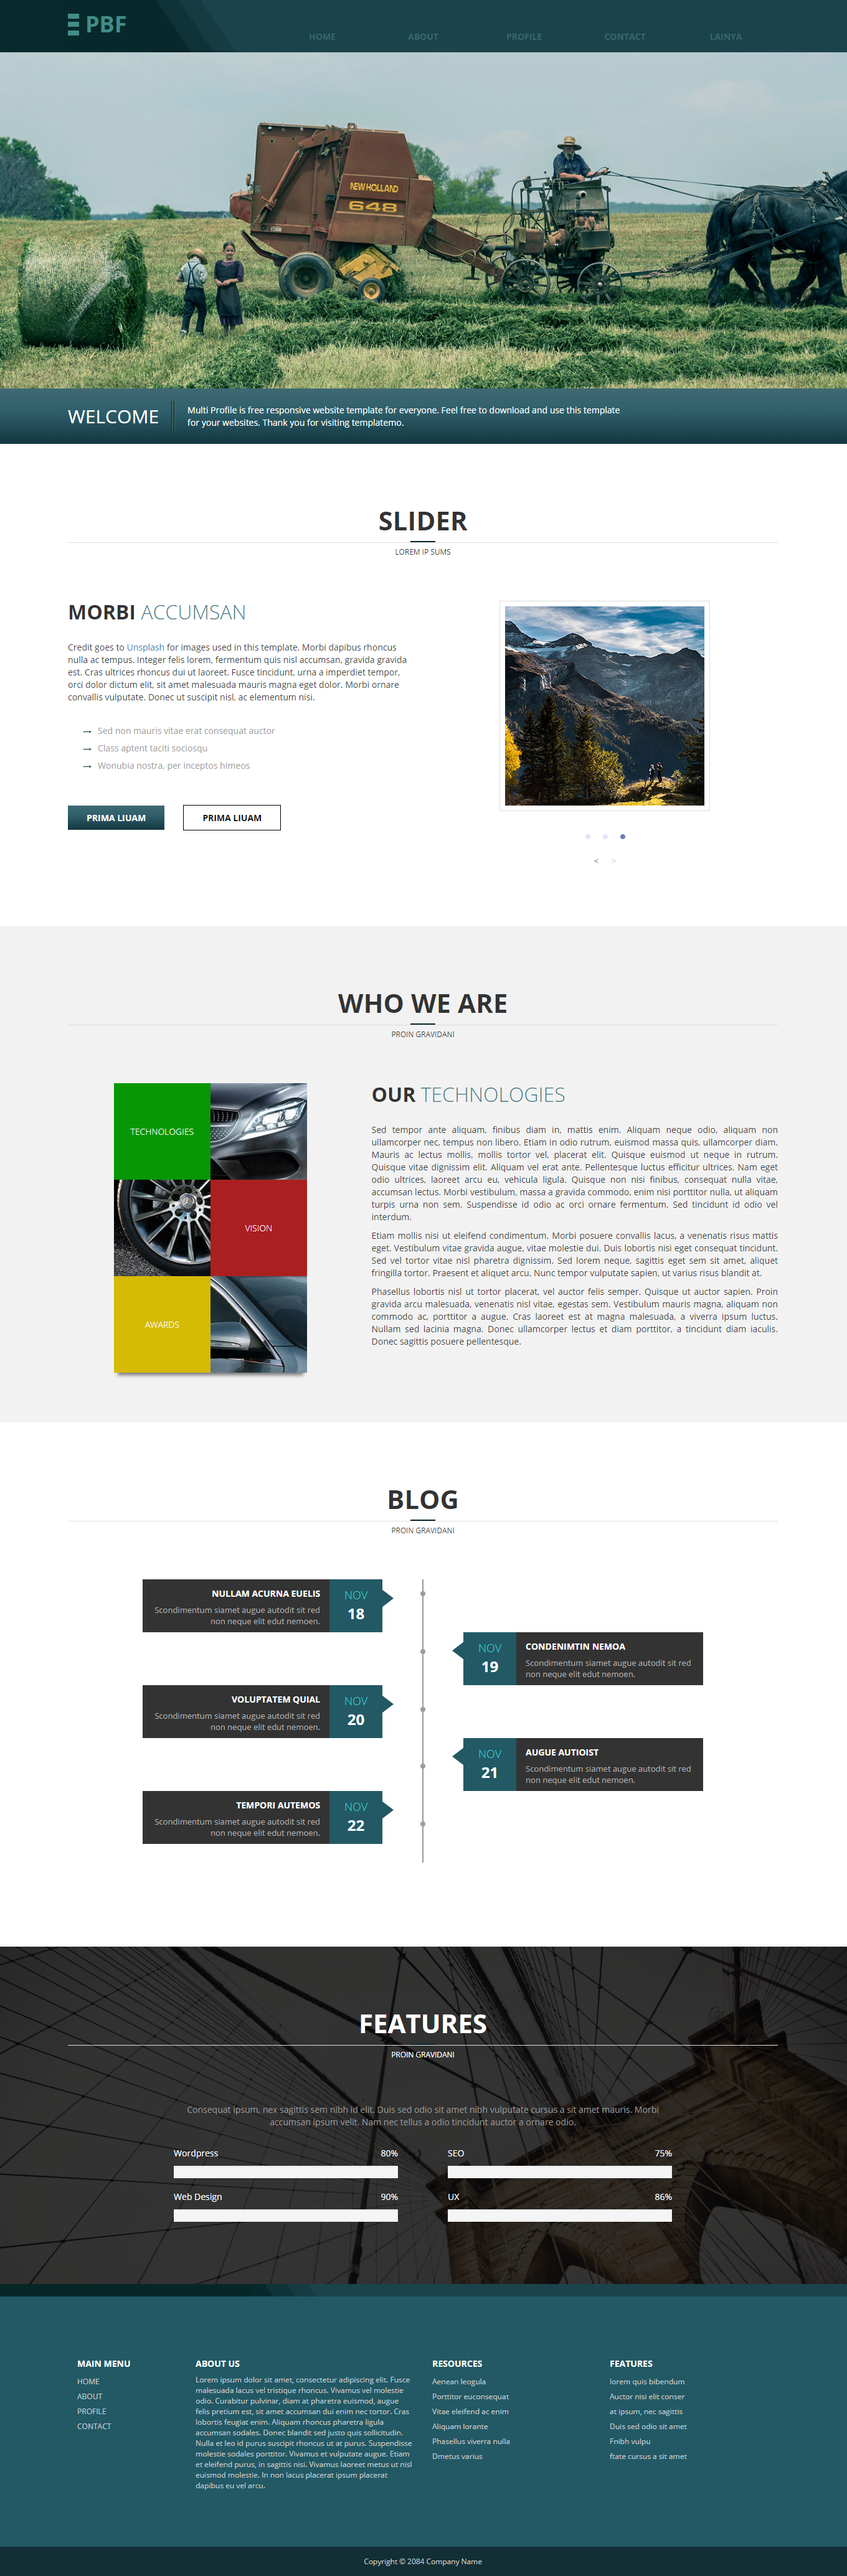 PBF
HOME ABOUT PROFILE CONTACT LAINYA
NEW HOLLAND
648
WELCOME
Multi Profile is free responsive website template for everyone. Feel free to download and use this template
for your websites. Thank you for visiting templatemo.
SLIDER
LOREM IP SUMS
MORBI ACCUMSAN
Credit goes to Unsplash for images used in this template. Morbi dapibus rhoncus
nulla ac tempus. Integer felis lorem, fermentum quis nisl accumsan, gravida gravida
est. Cras ultrices rhoncus dui ut laoreet. Fusce tincidunt, urna a imperdiet tempor,
orci dolor dictum elit, sit amet malesuada mauris magna eget dolor. Morbi ornare
convallis vulputate. Donec ut suscipit nisl, ac elementum nisi.
Sed non mauris vitae erat consequat auctor
Class aptent taciti sociosqu
Wonubia nostra, per inceptos himeos
PRIMA LIUAM PRIMA LIUAM
< >
WHO WE ARE
PROIN GRAVIDANI
TECHNOLOGIES
VISION
AWARDS
OUR TECHNOLOGIES
Sed tempor ante aliquam, finibus diam in, mattis enim. Aliquam neque odio, aliquam non
ullamcorper nec, tempus non libero. Etiam in odio rutrum, euismod massa quis, ullamcorper diam.
Mauris ac lectus mollis, mollis tortor vel, placerat elit. Quisque euismod ut neque in rutrum.
Quisque vitae dignissim elit. Aliquam vel erat ante. Pellentesque luctus efficitur ultrices. Nam eget
odio ultrices, laoreet arcu eu, vehicula ligula. Quisque non nisi finibus, consequat nulla vitae,
accumsan lectus. Morbi vestibulum, massa a gravida commodo, enim nisi porttitor nulla, ut aliquam
turpis urna non sem. Suspendisse id odio ac orci ornare fermentum. Sed tincidunt id odio vel
interdum.
Etiam mollis nisi ut eleifend condimentum. Morbi posuere convallis lacus, a venenatis risus mattis
eget. Vestibulum vitae gravida augue, vitae molestie dui. Duis lobortis nisi eget consequat tincidunt.
Sed vel tortor vitae nisl pharetra dignissim. Sed lorem neque, sagittis eget sem sit amet, aliquet
fringilla tortor. Praesent et aliquet arcu. Nunc tempor vulputate sapien, ut varius risus blandit at.
Phasellus lobortis nisl ut tortor placerat, vel auctor felis semper. Quisque ut auctor sapien. Proin
gravida arcu malesuada, venenatis nisl vitae, egestas sem. Vestibulum mauris magna, aliquam non
commodo ac, porttitor a augue. Cras laoreet est at magna malesuada, a viverra ipsum luctus.
Nullam sed lacinia magna. Donec ullamcorper lectus et diam porttitor, a tincidunt diam iaculis.
Donec sagittis posuere pellentesque.
BLOG
PROIN GRAVIDANI
NULLAM ACURNA EUELIS
Scondimentum siamet augue autodit sit red
non neque elit edut nemoen.
NOV
18
NOV
19
CONDENIMTIN NEMOA
Scondimentum siamet augue autodit sit red
non neque elit edut nemoen.
VOLUPTATEM QUIAL
Scondimentum siamet augue autodit sit red
non neque elit edut nemoen.
NOV
20
NOV
21
AUGUE AUTIOIST
Scondimentum siamet augue autodit sit red
non neque elit edut nemoen.
TEMPORI AUTEMOS
Scondimentum siamet augue autodit sit red
non neque elit edut nemoen.
NOV
22
FEATURES
PROIN GRAVIDANI
Consequat ipsum, nex sagittis sem nibh id elit. Duis sed odio sit amet nibh vulputate cursus a sit amet mauris. Morbi
accumsan ipsum velit. Nam nec tellus a odio tincidunt auctor a ornare odio.
Wordpress 80% SEO 75%
Web Design 90% UX 86%
MAIN MENU
HOME
ABOUT
PROFILE
CONTACT
ABOUT US
Lorem ipsum dolor sit amet, consectetur adipiscing elit. Fusce
malesuada lacus vel tristique rhoncus. Vivamus vel molestie
odio. Curabitur pulvinar, diam at pharetra euismod, augue
felis pretium est, sit amet accumsan dui enim nec tortor. Cras
lobortis feugiat enim. Aliquam rhoncus pharetra ligula
accumsan sodales. Donec blandit sed justo quis sollicitudin.
Nulla et leo id purus suscipit rhoncus ut at purus. Suspendisse
molestie sodales porttitor. Vivamus et vulputate augue. Etiam
et eleifend purus, in sagittis nisi. Vivamus laoreet metus ut nisl
euismod molestie. In non lacus placerat ipsum placerat
dapibus eu vel arcu.
RESOURCES
Aenean leogula
Porttitor euconsequat
Vitae eleifend ac enim
Aliquam lorante
Phasellus viverra nulla
Dmetus varius
FEATURES
lorem quis bibendum
Auctor nisi elit conser
at ipsum, nec sagittis
Duis sed odio sit amet
Fnibh vulpu
ftate cursus a sit amet
Copyright © 2084 Company Name